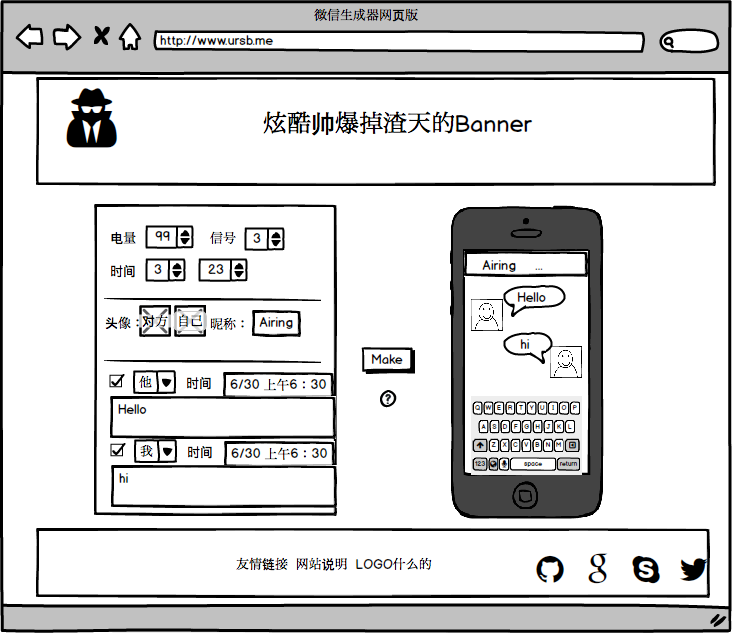 微信生成器网页版
http://www.ursb.me
炫酷帅爆掉渣天的Banner
电量 99 信号 3
时间 3 23
头像：对方 自己 昵称： Airing
他 时间 6/30 上午6：30
Hello
我 时间 6/30 上午6：30
hi
Make
?
Airing ...
Hello
hi
Q W E R T Y U I O P
A S D F G H J K L
Z X C V B N M
123 space return
友情链接 网站说明 LOGO什么的